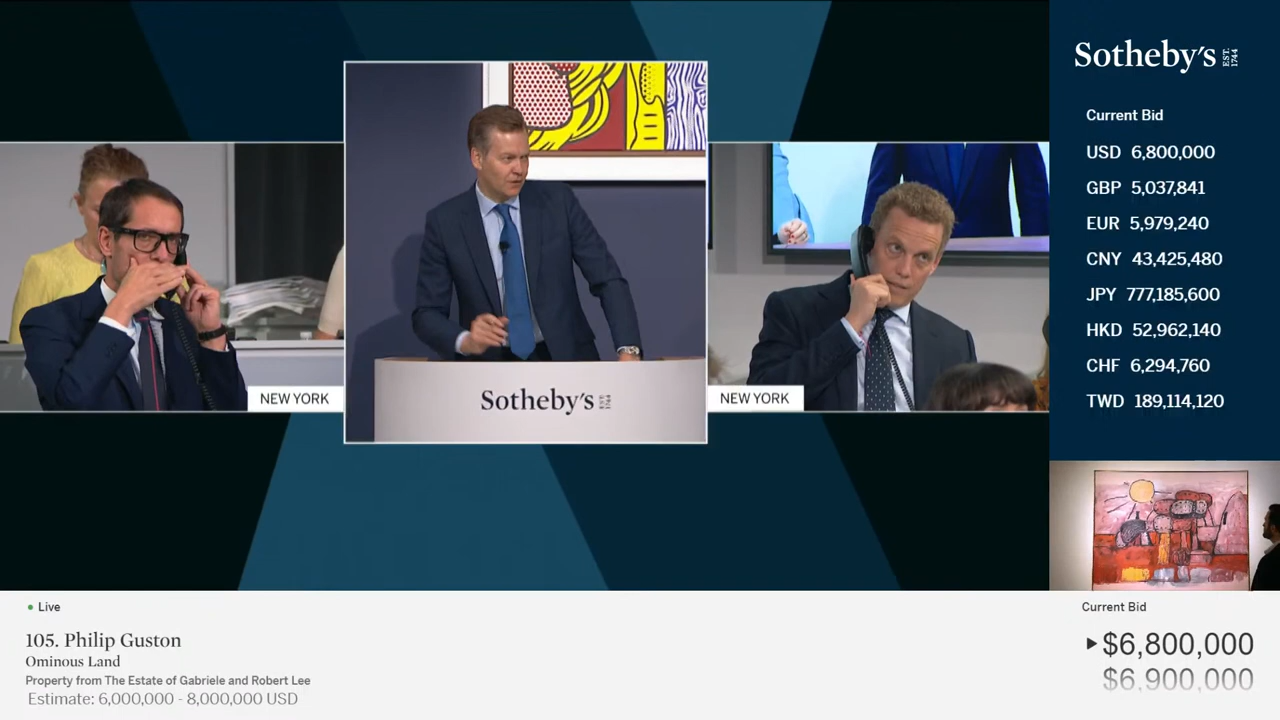 Sotheby's EST. 1744
Current Bid
USD 6,800,000
GBP 5,037,841
EUR 5,979,240
CNY 43,425,480
JPY 777,185,600
HKD 52,962,140
CHF 6,294,760
TWD 189,114,120
NEW YORK
Sotheby's EST. 1744
NEW YORK
Live
105. Philip Guston
Ominous Land
Property from The Estate of Gabriele and Robert Lee
Estimate: 6,000,000 - 8,000,000 USD
Current Bid
$6,800,000
$6,900,000